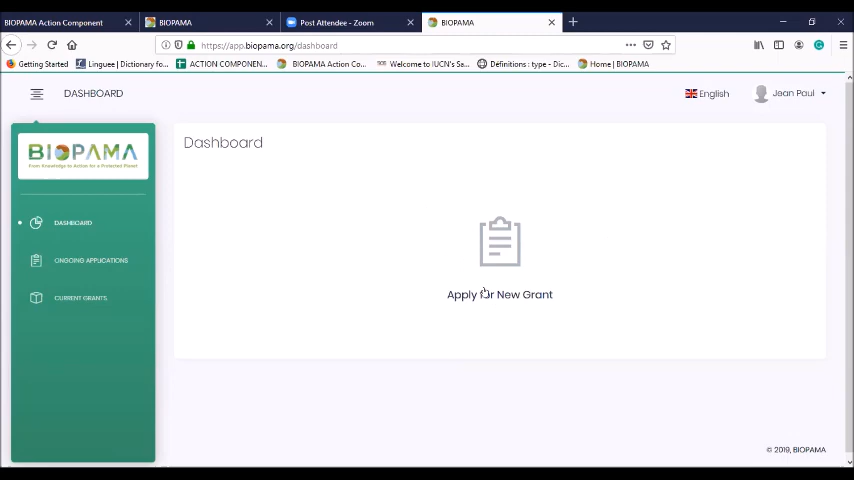 BIOPAMA Action Component
BIOPAMA
Post Attendee - Zoom
BIOPAMA
https://app.biopama.org/dashboard
Getting Started
Linguee | Dictionary fo...
ACTION COMPONEN...
BIOPAMA Action Co...
Welcome to IUCN's Sa...
Définitions : type - Dic...
Home | BIOPAMA
DASHBOARD
English
Jean Paul
BIOPAMA
From Knowledge to Action for a Protected Planet
Dashboard
DASHBOARD
ONGOING APPLICATIONS
CURRENT GRANTS
Apply for New Grant
© 2019, BIOPAMA